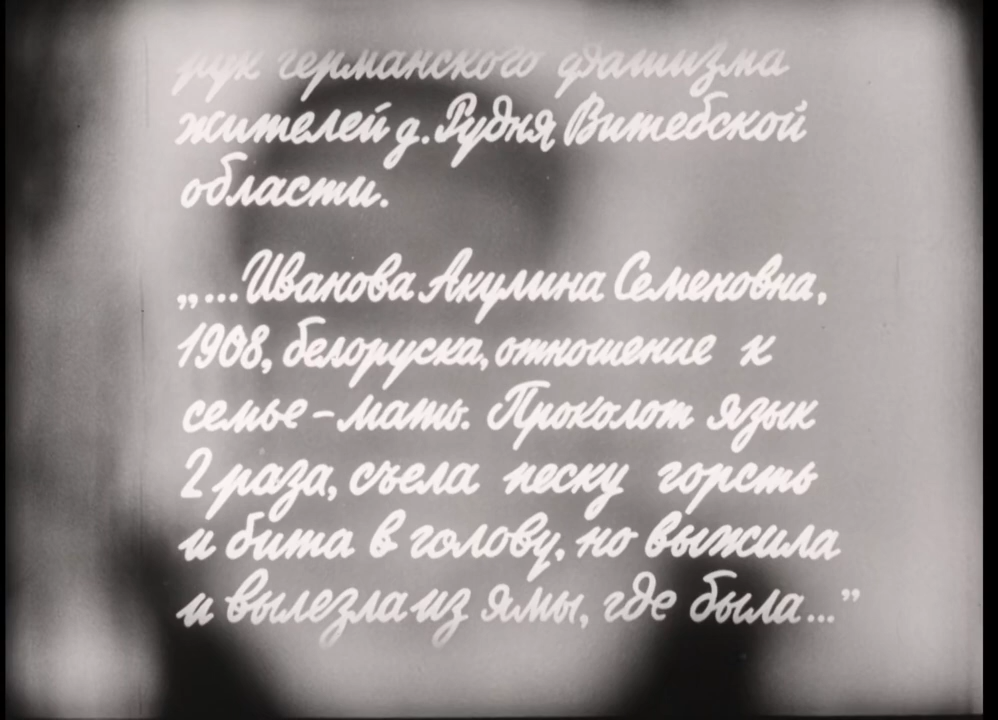 рук германского фашизма
жителей д. Рудня Витебской
области.
„...Иванова Акулина Семеновна,
1908, белоруска, отношение к
семье – мать. Проколот язык
2 раза, съела песку горсть
и бита в голову, но выжила
и вылезла из ямы, где была...”